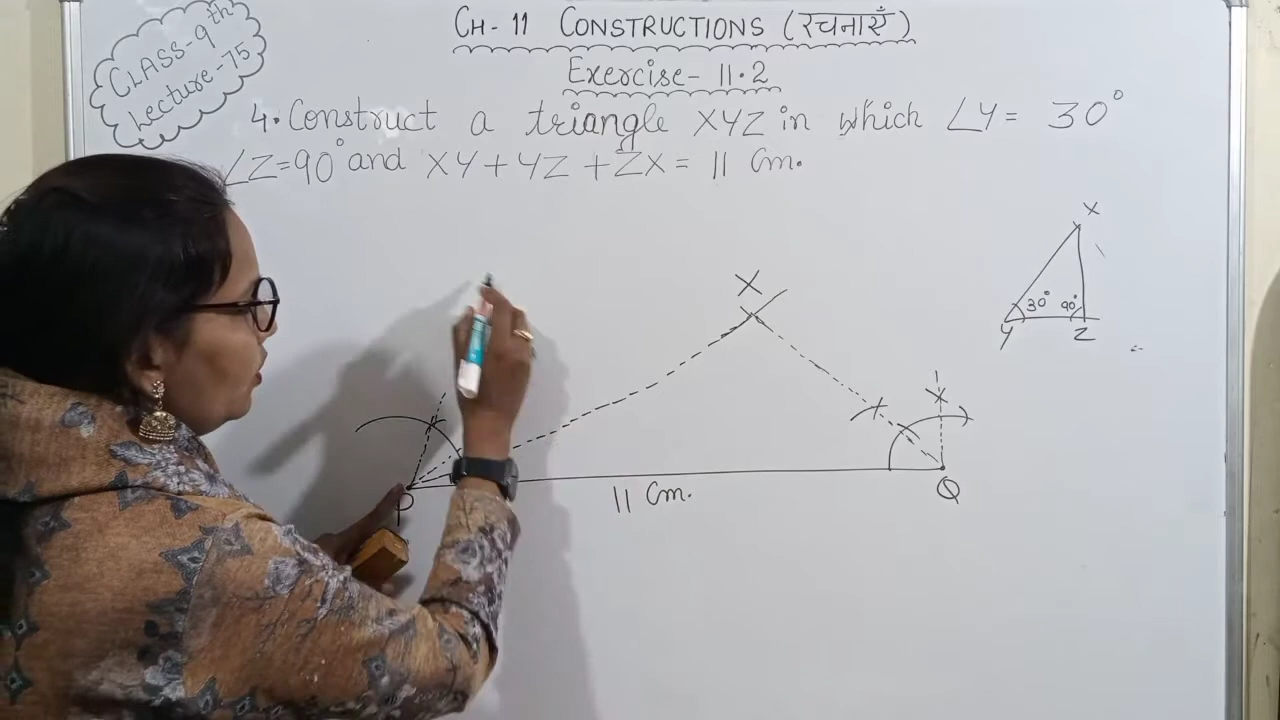 CLASS-9th
Lecture-75
CH-11 CONSTRUCTIONS (रचनाएँ)
Exercise-11.2
4. Construct a triangle XYZ in which ∠Y = 30°
∠Z=90° and XY+YZ+ZX = 11 Cm.
X
30° 90°
Y Z
=
X
P 11 Cm. Q